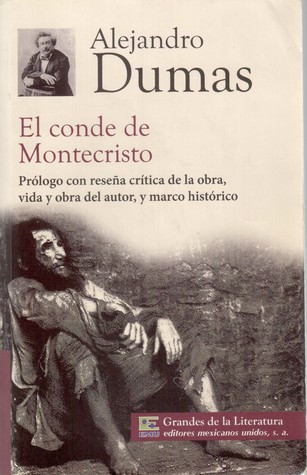 Alejandro
Dumas
El conde de
Montecristo
Prólogo con reseña crítica de la obra,
vida y obra del autor, y marco histórico
EMU
Grandes de la Literatura
editores mexicanos unidos, s. a.